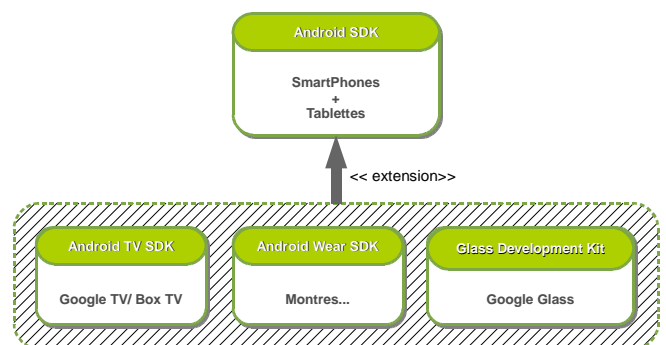 Android SDK
SmartPhones
+
Tablettes
<< extension>>
Android TV SDK
Google TV/ Box TV
Android Wear SDK
Montres...
Glass Development Kit
Google Glass